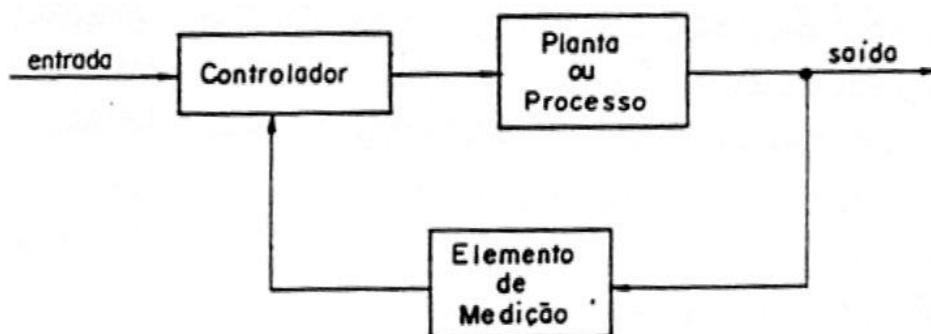 entrada
Controlador
Planta
ou
Processo
saída
Elemento
de
Medição